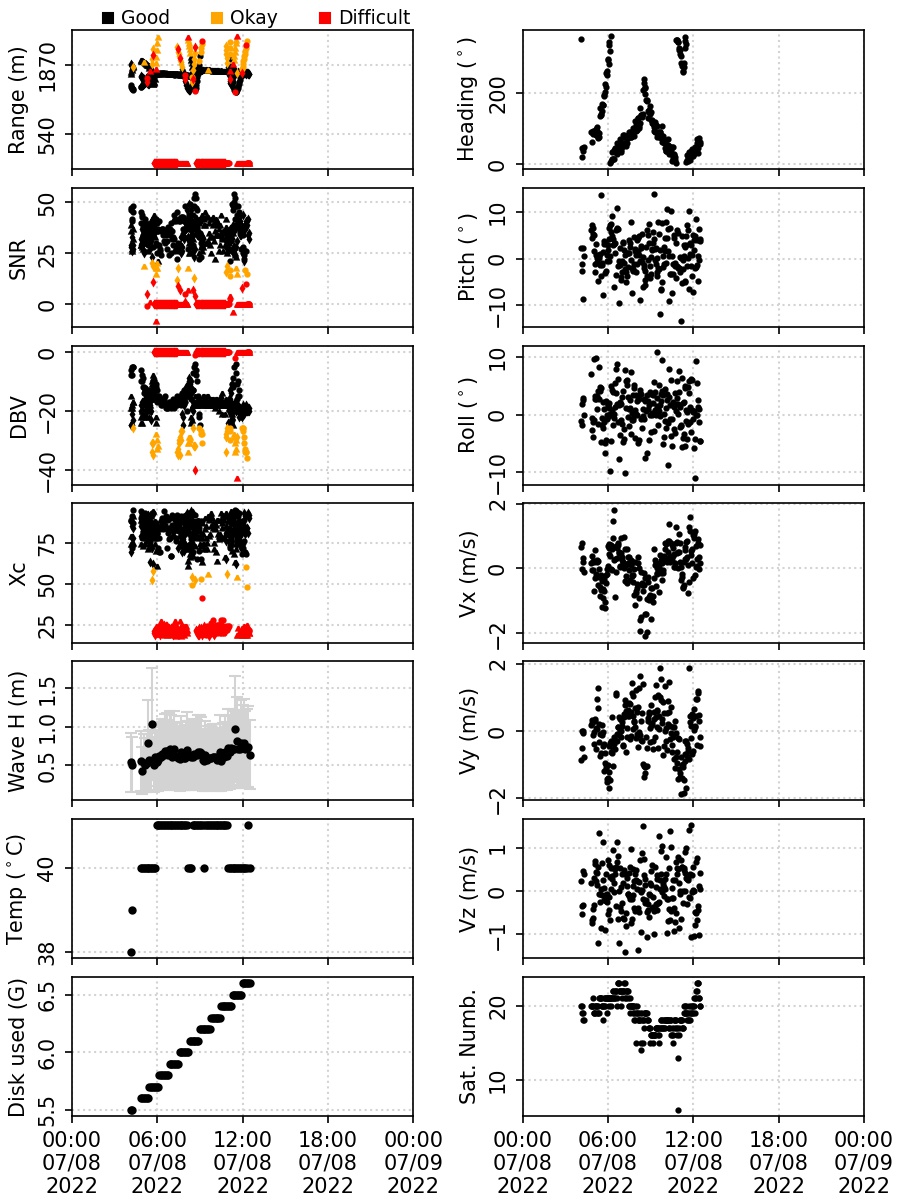 Good Okay Difficult
Range (m) 1870 540
Heading (°) 200 0
SNR 50 25 0
Pitch (°) 10 0 −10
DBV 0 −20 −40
Roll (°) 10 0 −10
Xc 75 50 25
Vx (m/s) 2 0 −2
Wave H (m) 1.5 1.0 0.5
Vy (m/s) 2 0 −2
Temp (°C) 40 38
Vz (m/s) 1 0 −1
Disk used (G) 6.5 6.0 5.5
Sat. Numb. 20 10
00:00 06:00 12:00 18:00 00:00 00:00 06:00 12:00 18:00 00:00
07/08 07/08 07/08 07/08 07/09 07/08 07/08 07/08 07/08 07/09
2022 2022 2022 2022 2022 2022 2022 2022 2022 2022